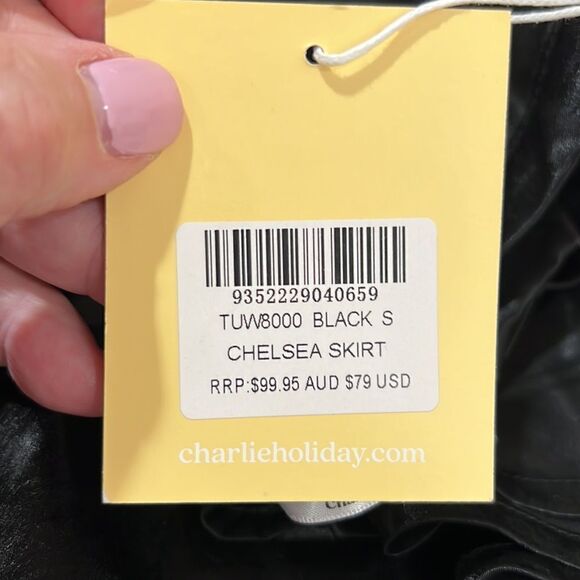 9352229040659
TUW8000 BLACK S
CHELSEA SKIRT
RRP:$99.95 AUD $79 USD
charlieholiday.com